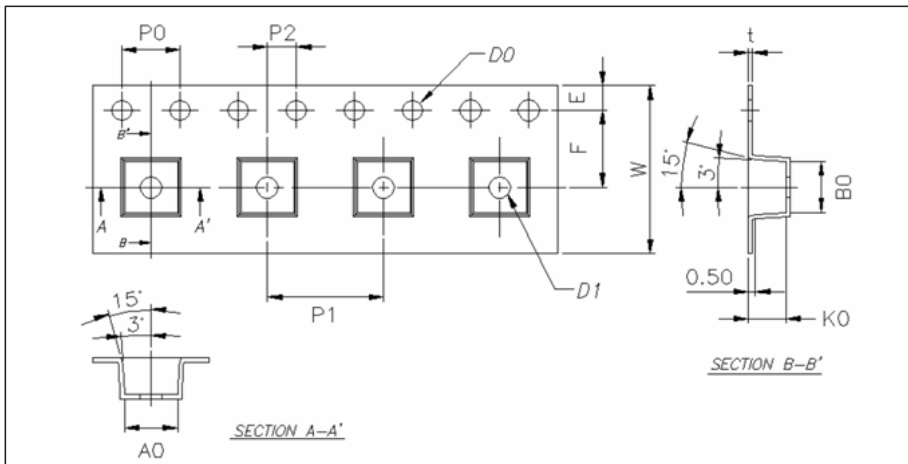 P0
P2
D0
t
E
F
W
B'
A
A'
B
15°
3°
B0
D1
0.50
K0
P1
15°
3°
SECTION B-B'
SECTION A-A'
A0